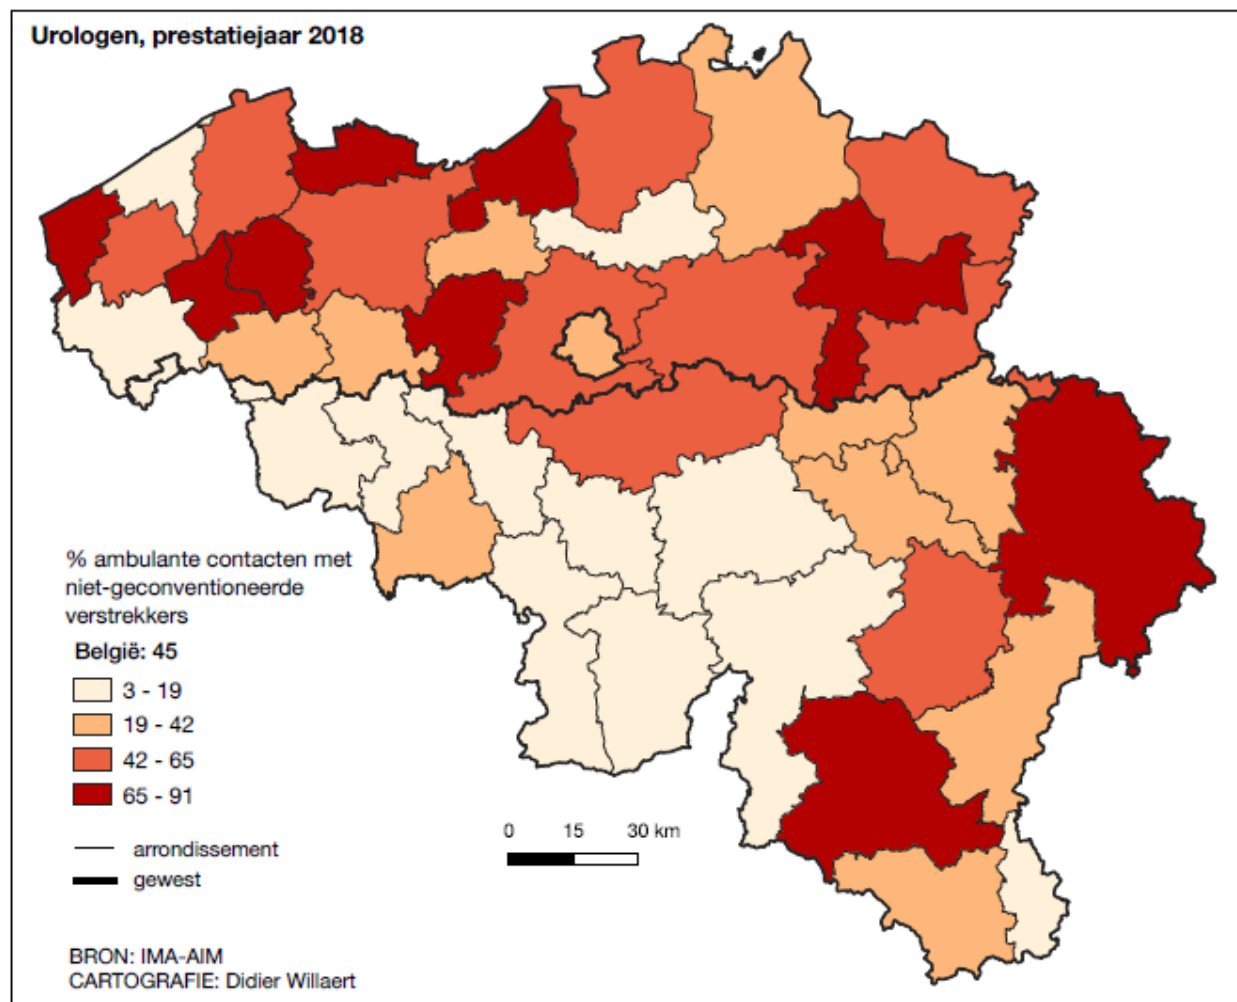 Urologen, prestatiejaar 2018
% ambulante contacten met
niet-geconventioneerde
verstrekkers
België: 45
3 - 19
19 - 42
42 - 65
65 - 91
arrondissement
gewest
0 15 30 km
BRON: IMA-AIM
CARTOGRAFIE: Didier Willaert